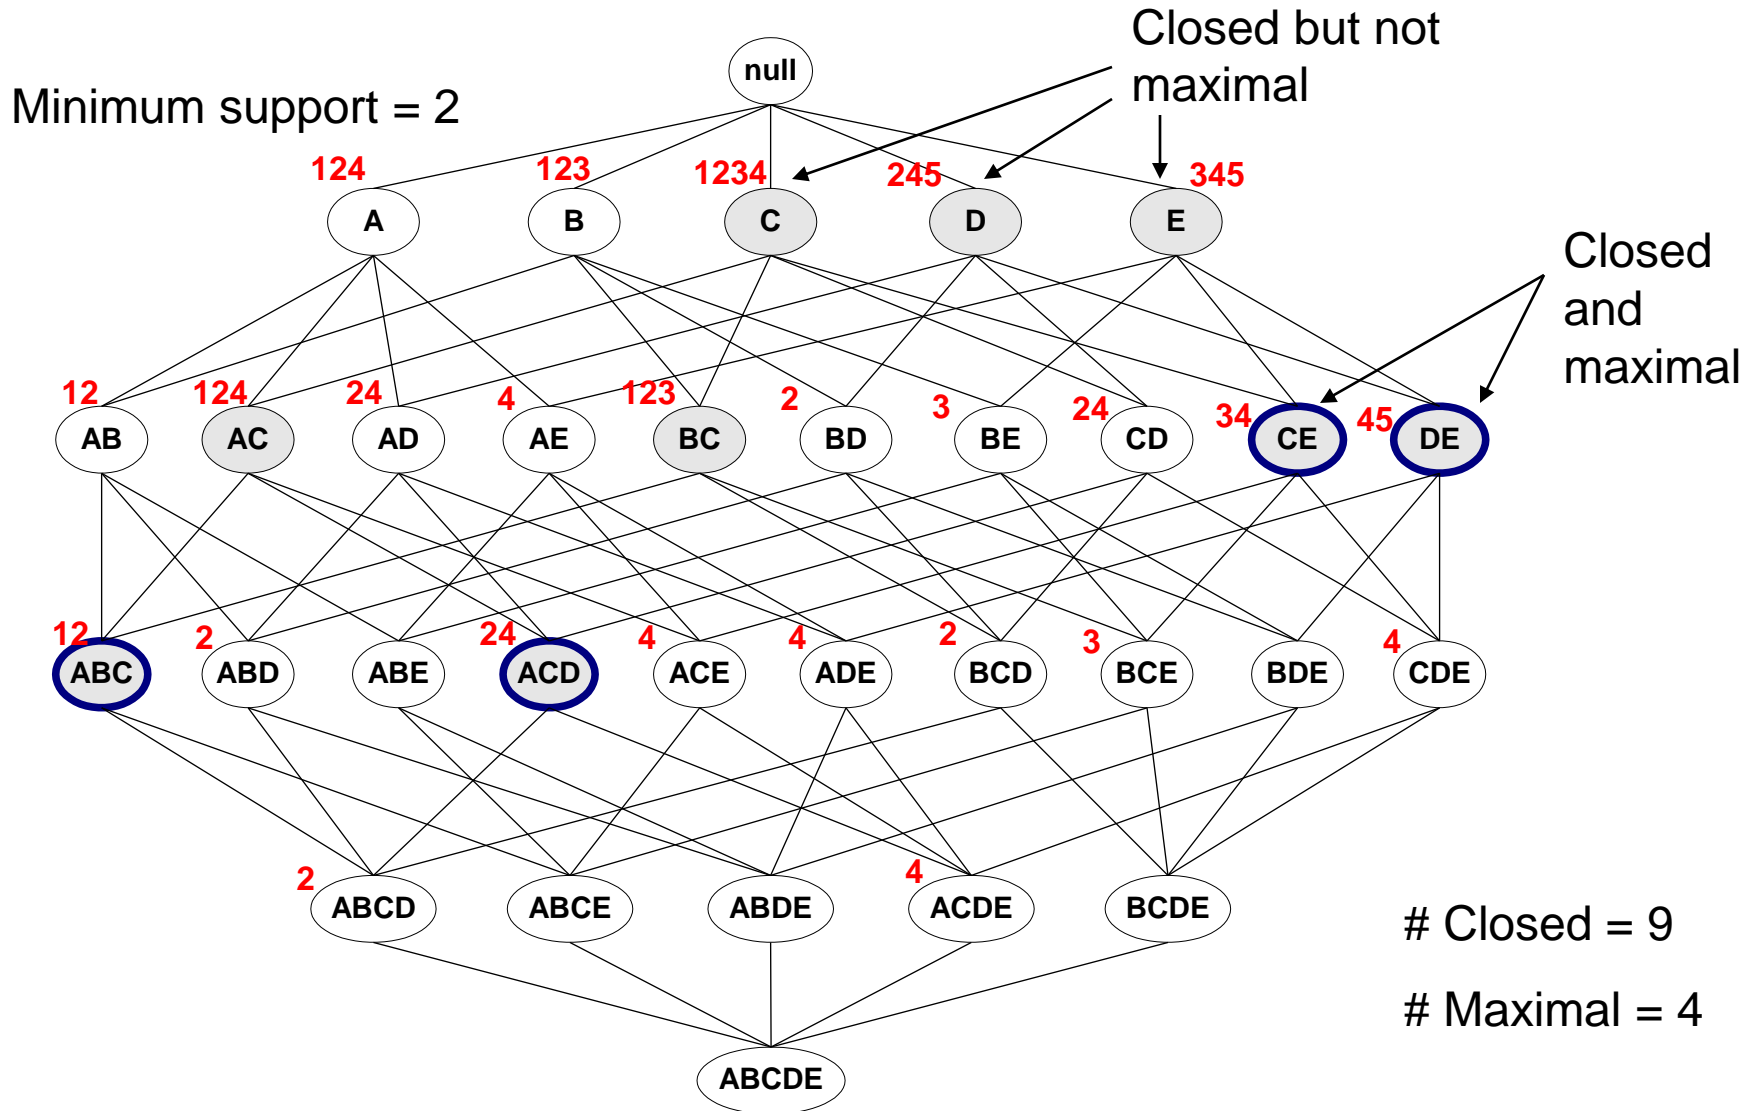 Closed but not
maximal
null
Minimum support = 2
124 123 1234 245 345
A B C D E
Closed
and
maximal
12 124 24 4 123 2 3 24 34 45
AB AC AD AE BC BD BE CD CE DE
12 2 24 4 4 2 3 4
ABC ABD ABE ACD ACE ADE BCD BCE BDE CDE
2 4
ABCD ABCE ABDE ACDE BCDE
# Closed = 9
# Maximal = 4
ABCDE